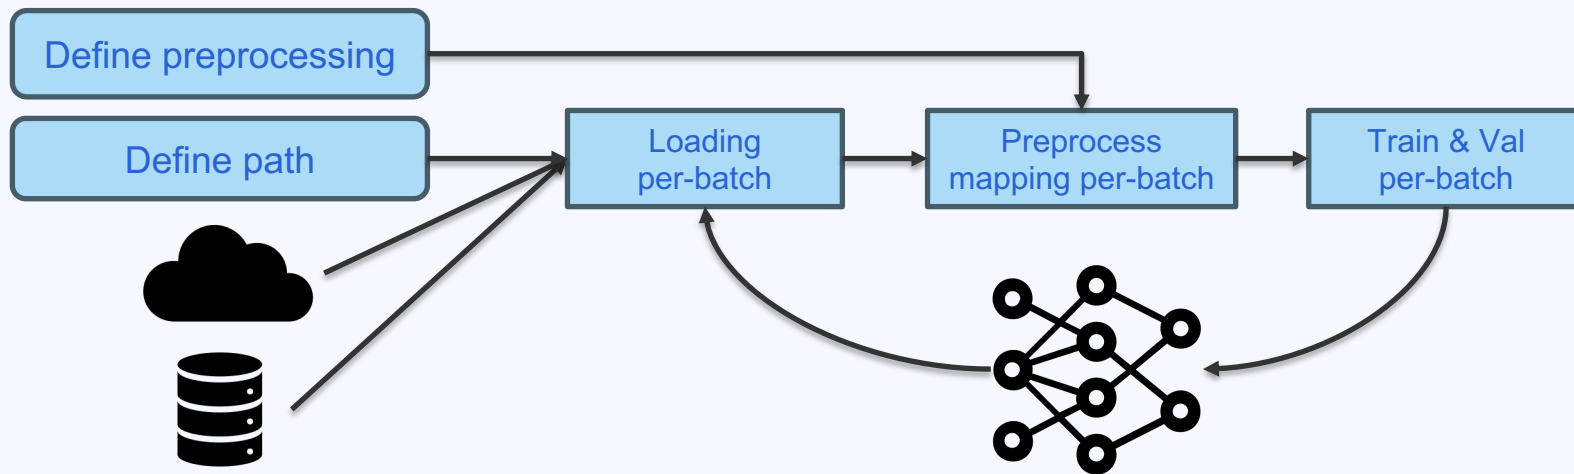 Define preprocessing
Define path
Loading
per-batch
Preprocess
mapping per-batch
Train & Val
per-batch